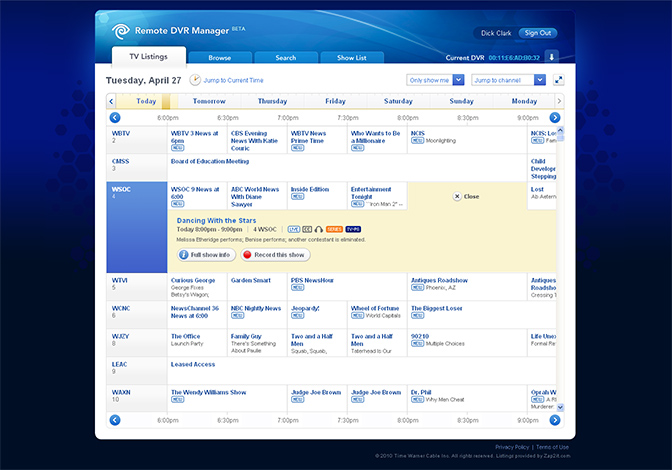 Remote DVR Manager BETA
Dick Clark
Sign Out
TV Listings
Browse
Search
Show List
Current DVR 00:11:E6:AD:B0:32
Tuesday, April 27
Jump to Current Time
Only show me
Jump to channel
Today
Tomorrow
Thursday
Friday
Saturday
Sunday
Monday
6:00pm 6:30pm 7:00pm 7:30pm 8:00pm 8:30pm 9:00pm
WBTV
2
WBTV 3 News at
6pm
NEW
CBS Evening
News With Katie
Couric
WBTV News
Prime Time
NEW
Who Wants to Be
a Millionaire
NCIS
NEW Moonlighting
NCIS: Los
NEW Fam
CMSS
3
Board of Education Meeting
Child
Developm
Stepping
WSOC
4
WSOC 9 News at
6:00
NEW
ABC World News
With Diane
Sawyer
Inside Edition
NEW
Entertainment
Tonight
NEW "Iron Man 2" --
Close
Lost
Ab Aetern
Dancing With the Stars
Today 8:00pm - 9:00pm | 4 WSOC | LIVE CC SERIES TV-PG
Melissa Etheridge performs; Benise performs; another contestant is eliminated.
Full show info
Record this show
WTVI
5
Curious George
George Fixes
Betsy's Wagon;
Garden Smart
PBS NewsHour
NEW
Antiques Roadshow
NEW Phoenix, AZ
Antiques
Roadshow
Cressing T
WCNC
6
NewsChannel 36
News at 6:00
NBC Nightly News
NEW
Jeopardy!
NEW
Wheel of Fortune
NEW World Capitals
The Biggest Loser
NEW
WJZY
8
The Office
Launch Party
Family Guy
There's Something
About Paulie
Two and a Half
Men
Squab, Squab,
Two and a Half
Men
Taterhead Is Our
90210
NEW Multiple Choices
Life Unex
Formal Re
LEAC
9
Leased Access
WAXN
10
The Wendy Williams Show
NEW
Judge Joe Brown
NEW
Judge Joe Brown
NEW
Dr. Phil
NEW Why Men Cheat
Oprah W
NEW A Ri
Murderer:
6:00pm 6:30pm 7:00pm 7:30pm 8:00pm 8:30pm 9:00pm
Privacy Policy | Terms of Use
© 2010 Time Warner Cable Inc. All rights reserved. Listings provided by Zap2it.com